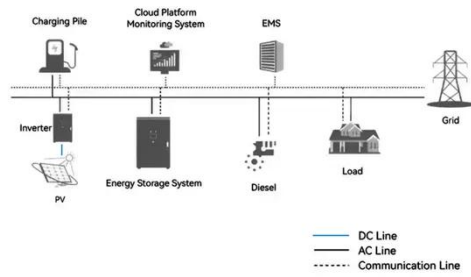 Charging Pile
Cloud Platform
Monitoring System
EMS
Grid
Inverter
PV
Energy Storage System
Diesel
Load
DC Line
AC Line
Communication Line